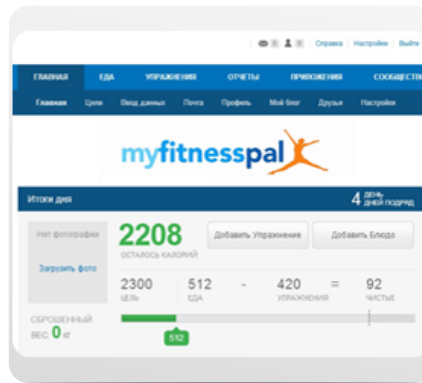 Справка Настройки Выйти
ГЛАВНАЯ ЕДА УПРАЖНЕНИЯ ОТЧЕТЫ ПРИЛОЖЕНИЯ СООБЩЕСТВ
Главная Цели Ввод данных Почта Профиль Мой блог Друзья Настройки
myfitnesspal
Итоги дня
4 ДЕНЬ ДНЕЙ ПОДРЯД
Нет фотографии
Загрузить фото
2208
ОСТАЛОСЬ КАЛОРИЙ
Добавить Упражнение Добавить Блюдо
2300 512 - 420 = 92
ЦЕЛЬ ЕДА УПРАЖНЕНИЯ ЧИСТЫЕ
СБРОШЕННЫЙ
ВЕС: 0 кг
512